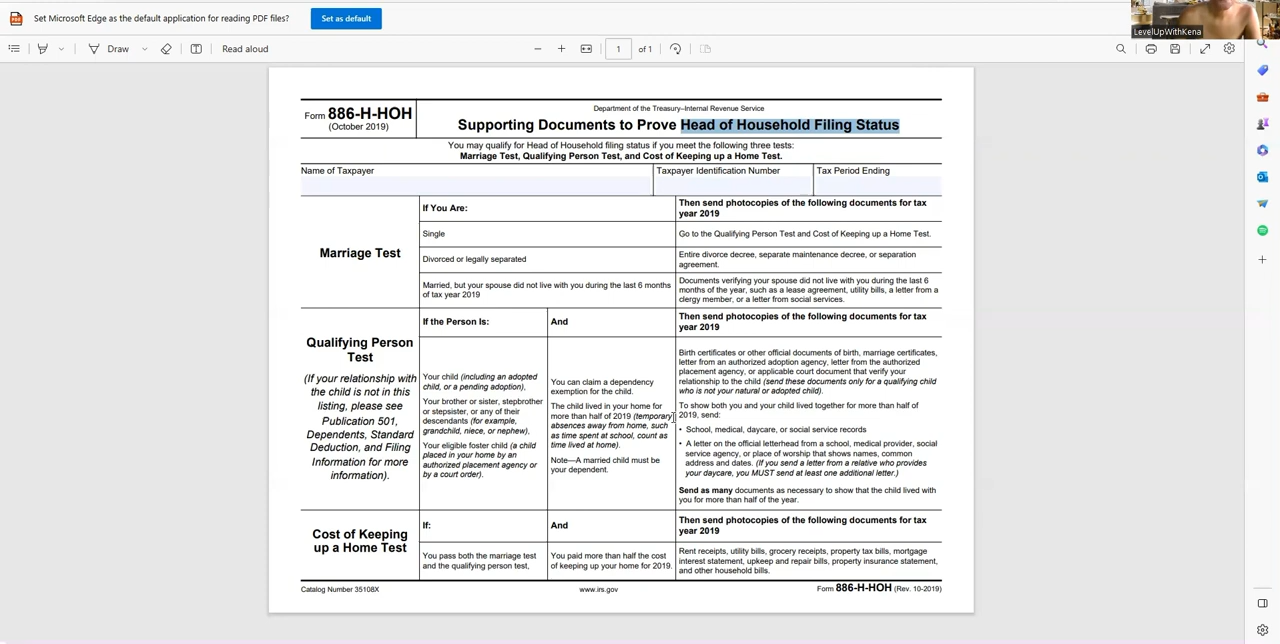 Set Microsoft Edge as the default application for reading PDF files?
Set as default
LevelUpWithKena
Draw
Read aloud
1
of 1
Form 886-H-HOH
(October 2019)
Department of the Treasury–Internal Revenue Service
Supporting Documents to Prove Head of Household Filing Status
You may qualify for Head of Household filing status if you meet the following three tests:
Marriage Test, Qualifying Person Test, and Cost of Keeping up a Home Test.
Name of Taxpayer
Taxpayer Identification Number
Tax Period Ending
Marriage Test
If You Are:
Then send photocopies of the following documents for tax
year 2019
Single
Go to the Qualifying Person Test and Cost of Keeping up a Home Test.
Divorced or legally separated
Entire divorce decree, separate maintenance decree, or separation
agreement.
Married, but your spouse did not live with you during the last 6 months
of tax year 2019
Documents verifying your spouse did not live with you during the last 6
months of the year, such as a lease agreement, utility bills, a letter from a
clergy member, or a letter from social services.
Qualifying Person
Test
(If your relationship with
the child is not in this
listing, please see
Publication 501,
Dependents, Standard
Deduction, and Filing
Information for more
information).
If the Person Is:
And
Then send photocopies of the following documents for tax
year 2019
Your child (including an adopted
child, or a pending adoption),
Your brother or sister, stepbrother
or stepsister, or any of their
descendants (for example,
grandchild, niece, or nephew),
Your eligible foster child (a child
placed in your home by an
authorized placement agency or
by a court order).
You can claim a dependency
exemption for the child.
The child lived in your home for
more than half of 2019 (temporary
absences away from home, such
as time spent at school, count as
time lived at home).
Note—A married child must be
your dependent.
Birth certificates or other official documents of birth, marriage certificates,
letter from an authorized adoption agency, letter from the authorized
placement agency, or applicable court document that verify your
relationship to the child (send these documents only for a qualifying child
who is not your natural or adopted child).
To show both you and your child lived together for more than half of
2019, send:
• School, medical, daycare, or social service records
• A letter on the official letterhead from a school, medical provider, social
service agency, or place of worship that shows names, common
address and dates. (If you send a letter from a relative who provides
your daycare, you MUST send at least one additional letter.)
Send as many documents as necessary to show that the child lived with
you for more than half of the year.
Cost of Keeping
up a Home Test
If:
And
Then send photocopies of the following documents for tax
year 2019
You pass both the marriage test
and the qualifying person test,
You paid more than half the cost
of keeping up your home for 2019.
Rent receipts, utility bills, grocery receipts, property tax bills, mortgage
interest statement, upkeep and repair bills, property insurance statement,
and other household bills.
Catalog Number 35108X
www.irs.gov
Form 886-H-HOH (Rev. 10-2019)